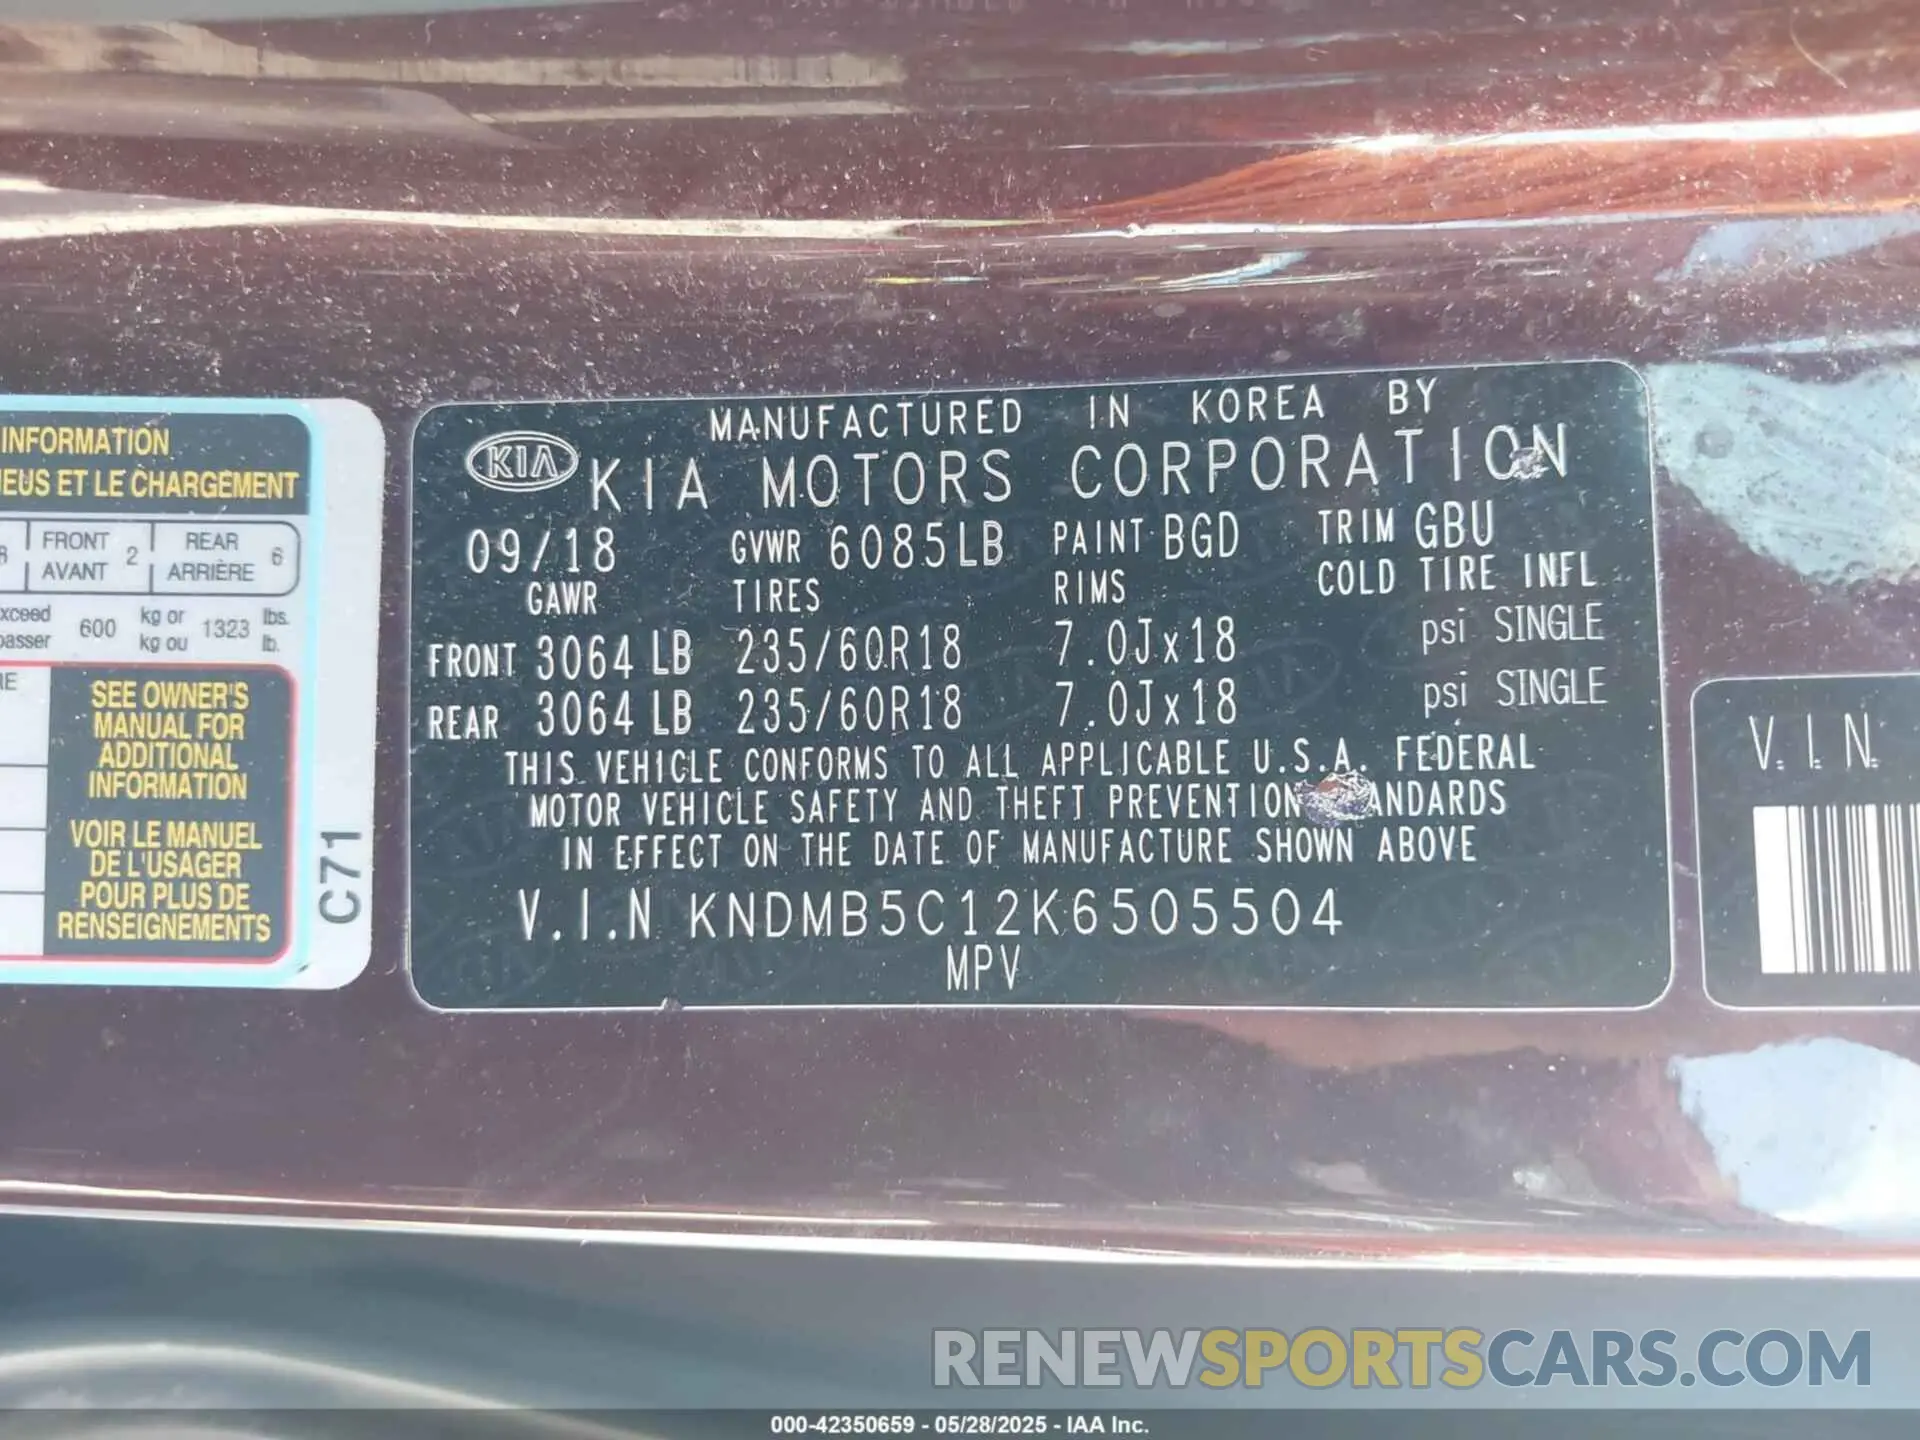 INFORMATION
EUS ET LE CHARGEMENT
FRONT 2 REAR 6
AVANT ARRIÈRE
xceed 600 kg or 1323 lbs.
passer kg ou lb.
SEE OWNER'S
MANUAL FOR
ADDITIONAL
INFORMATION
VOIR LE MANUEL
DE L'USAGER
POUR PLUS DE
RENSEIGNEMENTS
C71
MANUFACTURED IN KOREA BY
KIA KIA MOTORS CORPORATION
09/18 GVWR 6085LB PAINT BGD TRIM GBU
GAWR TIRES RIMS COLD TIRE INFL
FRONT 3064 LB 235/60R18 7.0Jx18 psi SINGLE
REAR 3064 LB 235/60R18 7.0Jx18 psi SINGLE
THIS VEHICLE CONFORMS TO ALL APPLICABLE U.S.A. FEDERAL
MOTOR VEHICLE SAFETY AND THEFT PREVENTION ANDARDS
IN EFFECT ON THE DATE OF MANUFACTURE SHOWN ABOVE
V.I.N KNDMB5C12K6505504
MPV
V.I.N.
RENEWSPORTSCARS.COM
000-42350659 - 05/28/2025 - IAA Inc.